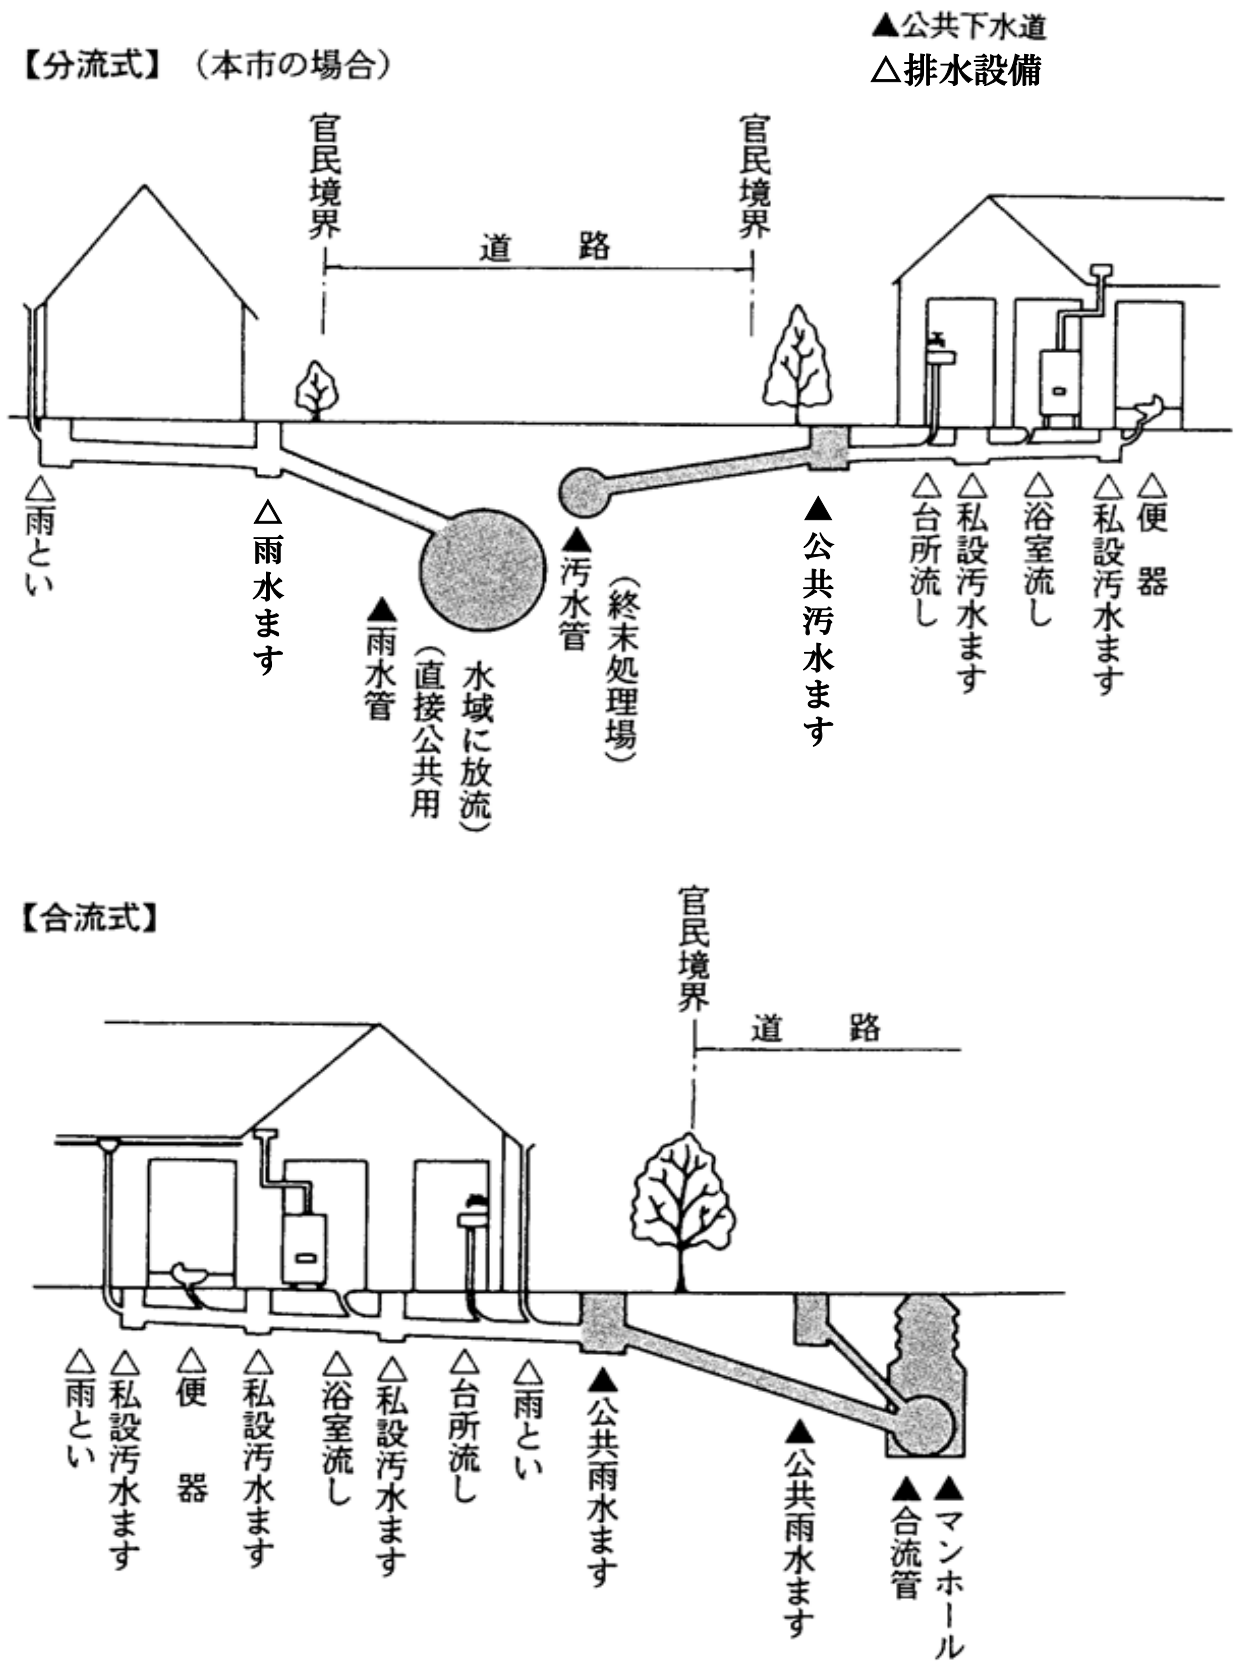 ▲公共下水道
△排水設備
【分流式】（本市の場合）
官民境界
官民境界
道　路
△雨とい
△雨水ます
▲雨水管
（直接公共用
水域に放流）
▲汚水管
（終末処理場）
▲公共汚水ます
△台所流し
△私設汚水ます
△浴室流し
△私設汚水ます
△便　器
【合流式】
官民境界
道　路
△雨とい
△私設汚水ます
△便　器
△私設汚水ます
△浴室流し
△私設汚水ます
△台所流し
△雨とい
▲公共雨水ます
▲公共雨水ます
▲合流管
▲マンホール